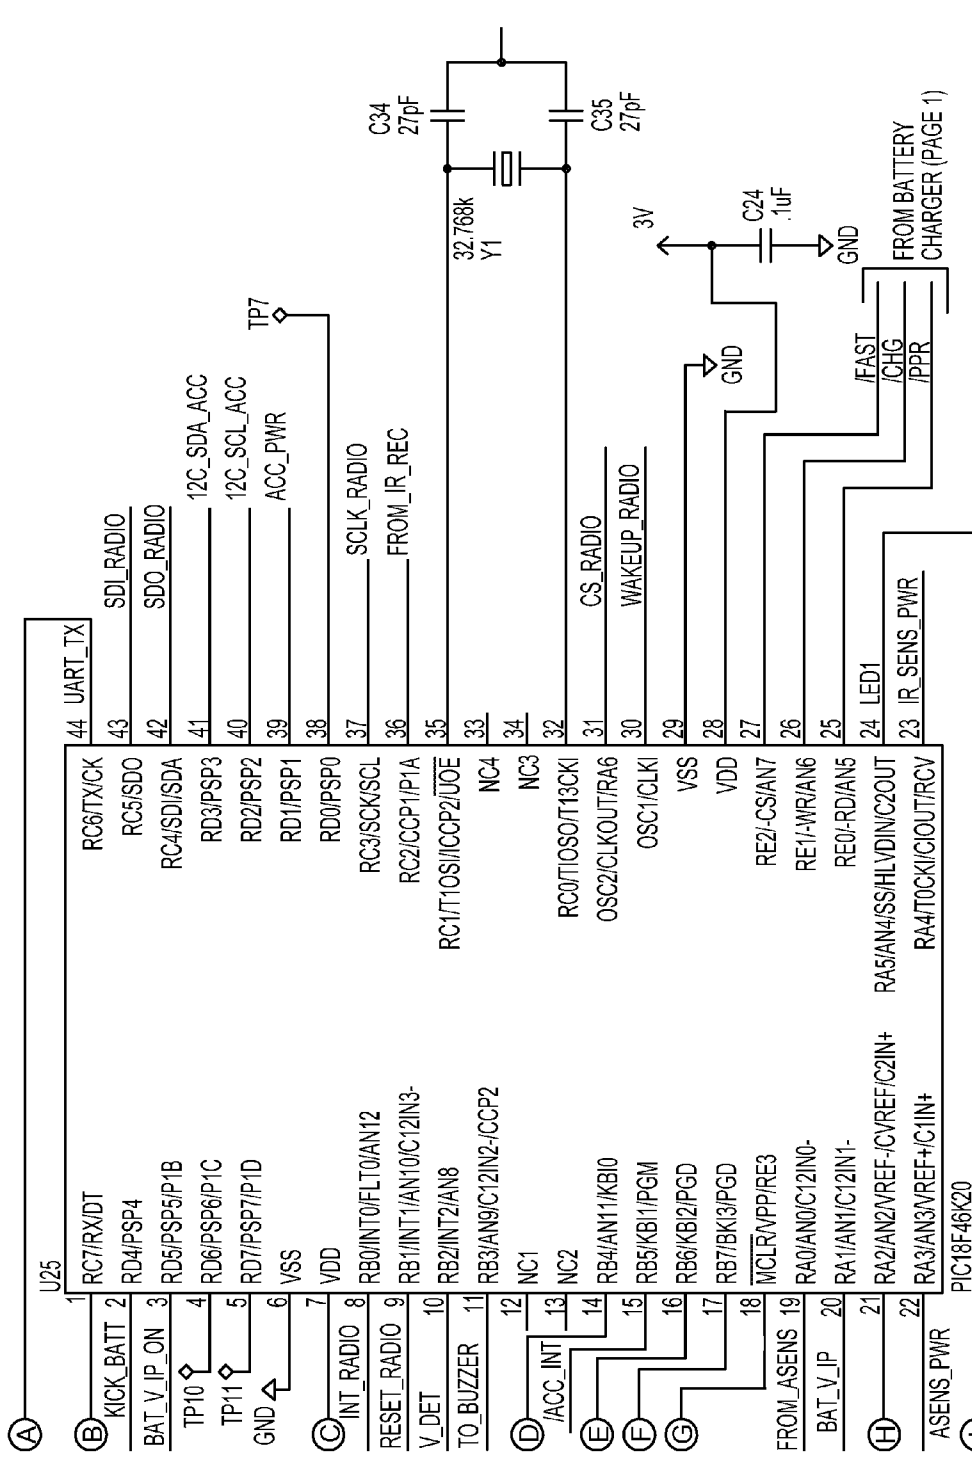 U25
PIC18F46K20
A
B
KICK_BATT
BAT_V_IP_ON
TP10
TP11
GND
C
INT_RADIO
RESET_RADIO
V_DET
TO_BUZZER
D
/ACC_INT
E
F
G
FROM_ASENS
BAT_V_IP
H
ASENS_PWR
1 RC7/RX/DT
2 RD4/PSP4
3 RD5/PSP5/P1B
4 RD6/PSP6/P1C
5 RD7/PSP7/P1D
6 VSS
7 VDD
8 RB0/INT0/FLT0/AN12
9 RB1/INT1/AN10/C12IN3-
10 RB2/INT2/AN8
11 RB3/AN9/C12IN2-/CCP2
12 NC1
13 NC2
14 RB4/AN11/KBI0
15 RB5/KBI1/PGM
16 RB6/KBI2/PGD
17 RB7/BKI3/PGD
18 MCLR/VPP/RE3
19 RA0/AN0/C12IN0-
20 RA1/AN1/C12IN1-
21 RA2/AN2/VREF-/CVREF/C2IN+
22 RA3/AN3/VREF+/C1IN+
RC6/TX/CK 44 UART_TX
RC5/SDO 43 SDI_RADIO
RC4/SDI/SDA 42 SDO_RADIO
RD3/PSP3 41 12C_SDA_ACC
RD2/PSP2 40 12C_SCL_ACC
RD1/PSP1 39 ACC_PWR
RD0/PSP0 38 TP7
RC3/SCK/SCL 37 SCLK_RADIO
RC2/CCP1/P1A 36 FROM_IR_REC
RC1/T1OSI/ICCP2/UOE 35
NC4 33
NC3 34
RC0/TIOSO/T13CKI 32
OSC2/CLKOUT/RA6 31 CS_RADIO
OSC1/CLKI 30 WAKEUP_RADIO
VSS 29
VDD 28
RE2/-CS/AN7 27
RE1/-WR/AN6 26
RE0/-RD/AN5 25
RA5/AN4/SS/HLVDIN/C2OUT 24 LED1
RA4/T0CKI/CIOUT/RCV 23 IR_SENS_PWR
C34
27pF
32.768k
Y1
C35
27pF
3V
C24
.1uF
GND
GND
/FAST
/CHG
/PPR
FROM BATTERY
CHARGER (PAGE 1)